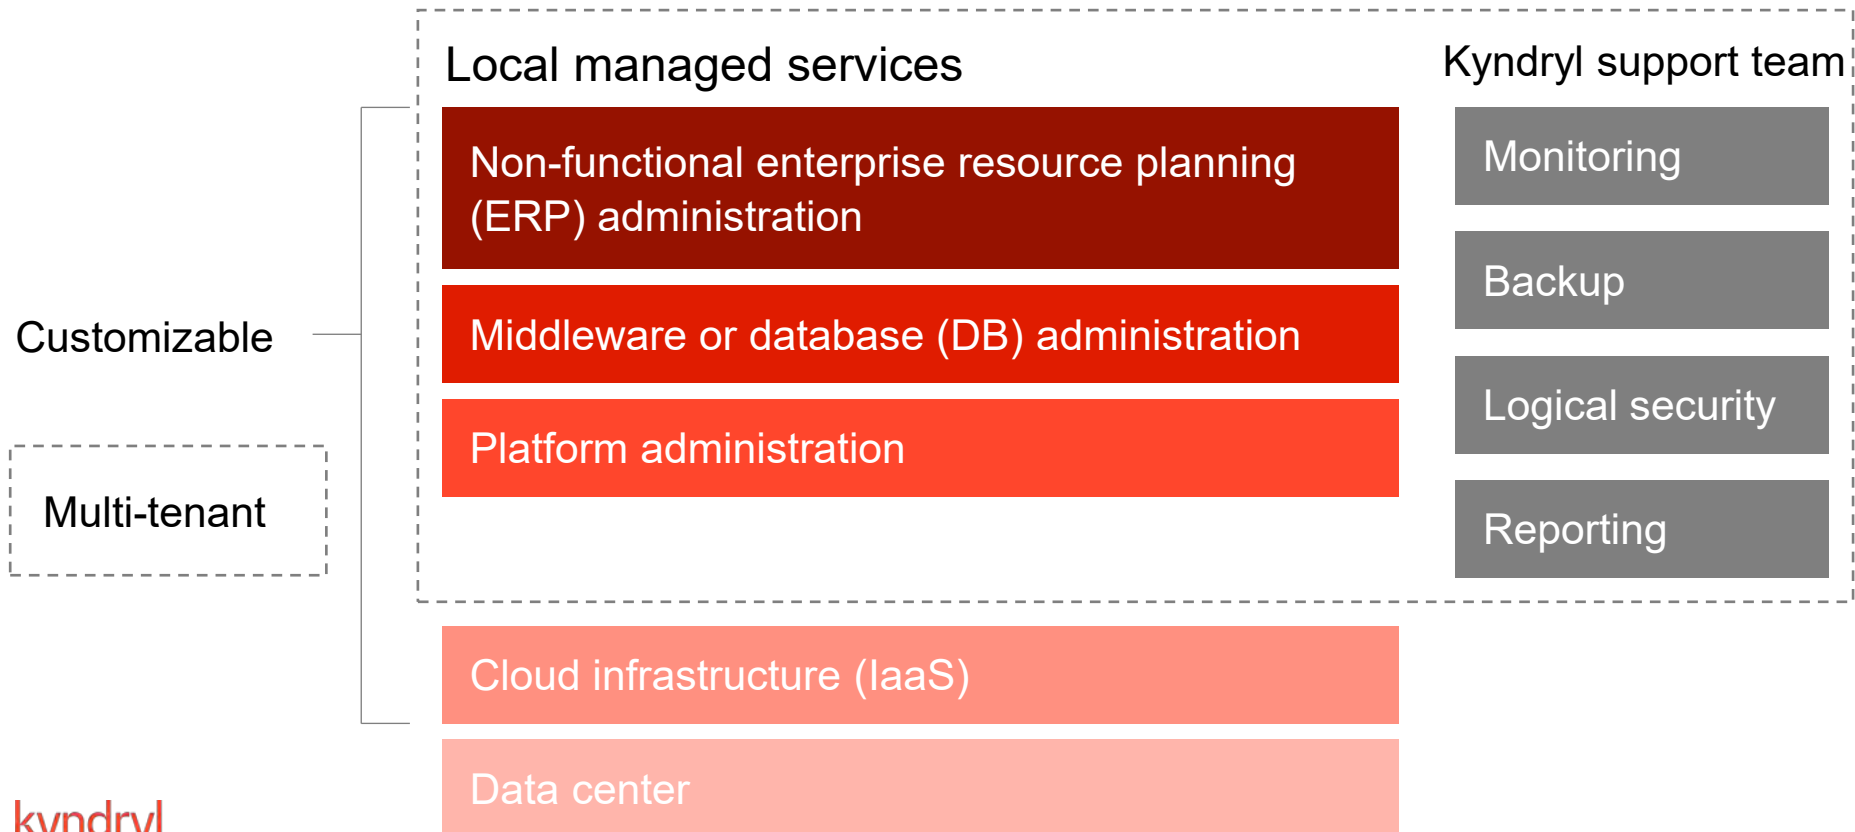 Local managed services
Kyndryl support team
Non-functional enterprise resource planning
(ERP) administration
Middleware or database (DB) administration
Platform administration
Monitoring
Backup
Logical security
Reporting
Customizable
Multi-tenant
Cloud infrastructure (IaaS)
Data center
kyndryl